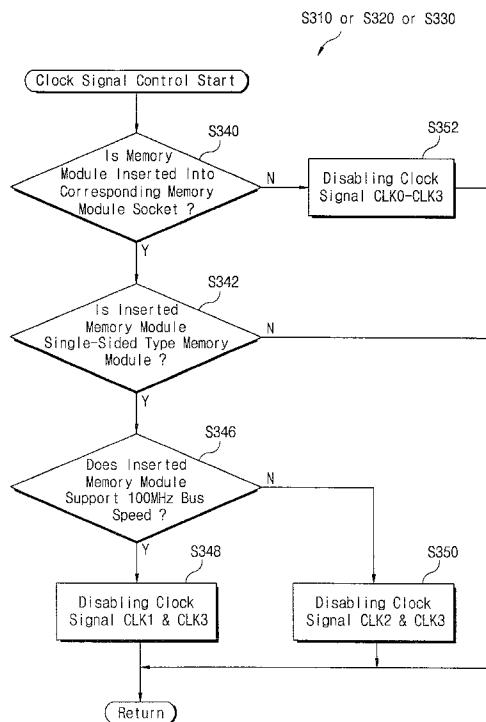 S310 or S320 or S330
Clock Signal Control Start
S340
Is Memory
Module Inserted Into
Corresponding Memory
Module Socket ?
N
Y
S352
Disabling Clock
Signal CLK0-CLK3
S342
Is Inserted
Memory Module
Single-Sided Type Memory
Module ?
N
Y
S346
Does Inserted
Memory Module
Support 100MHz Bus
Speed ?
N
Y
S348
Disabling Clock
Signal CLK1 & CLK3
S350
Disabling Clock
Signal CLK2 & CLK3
Return